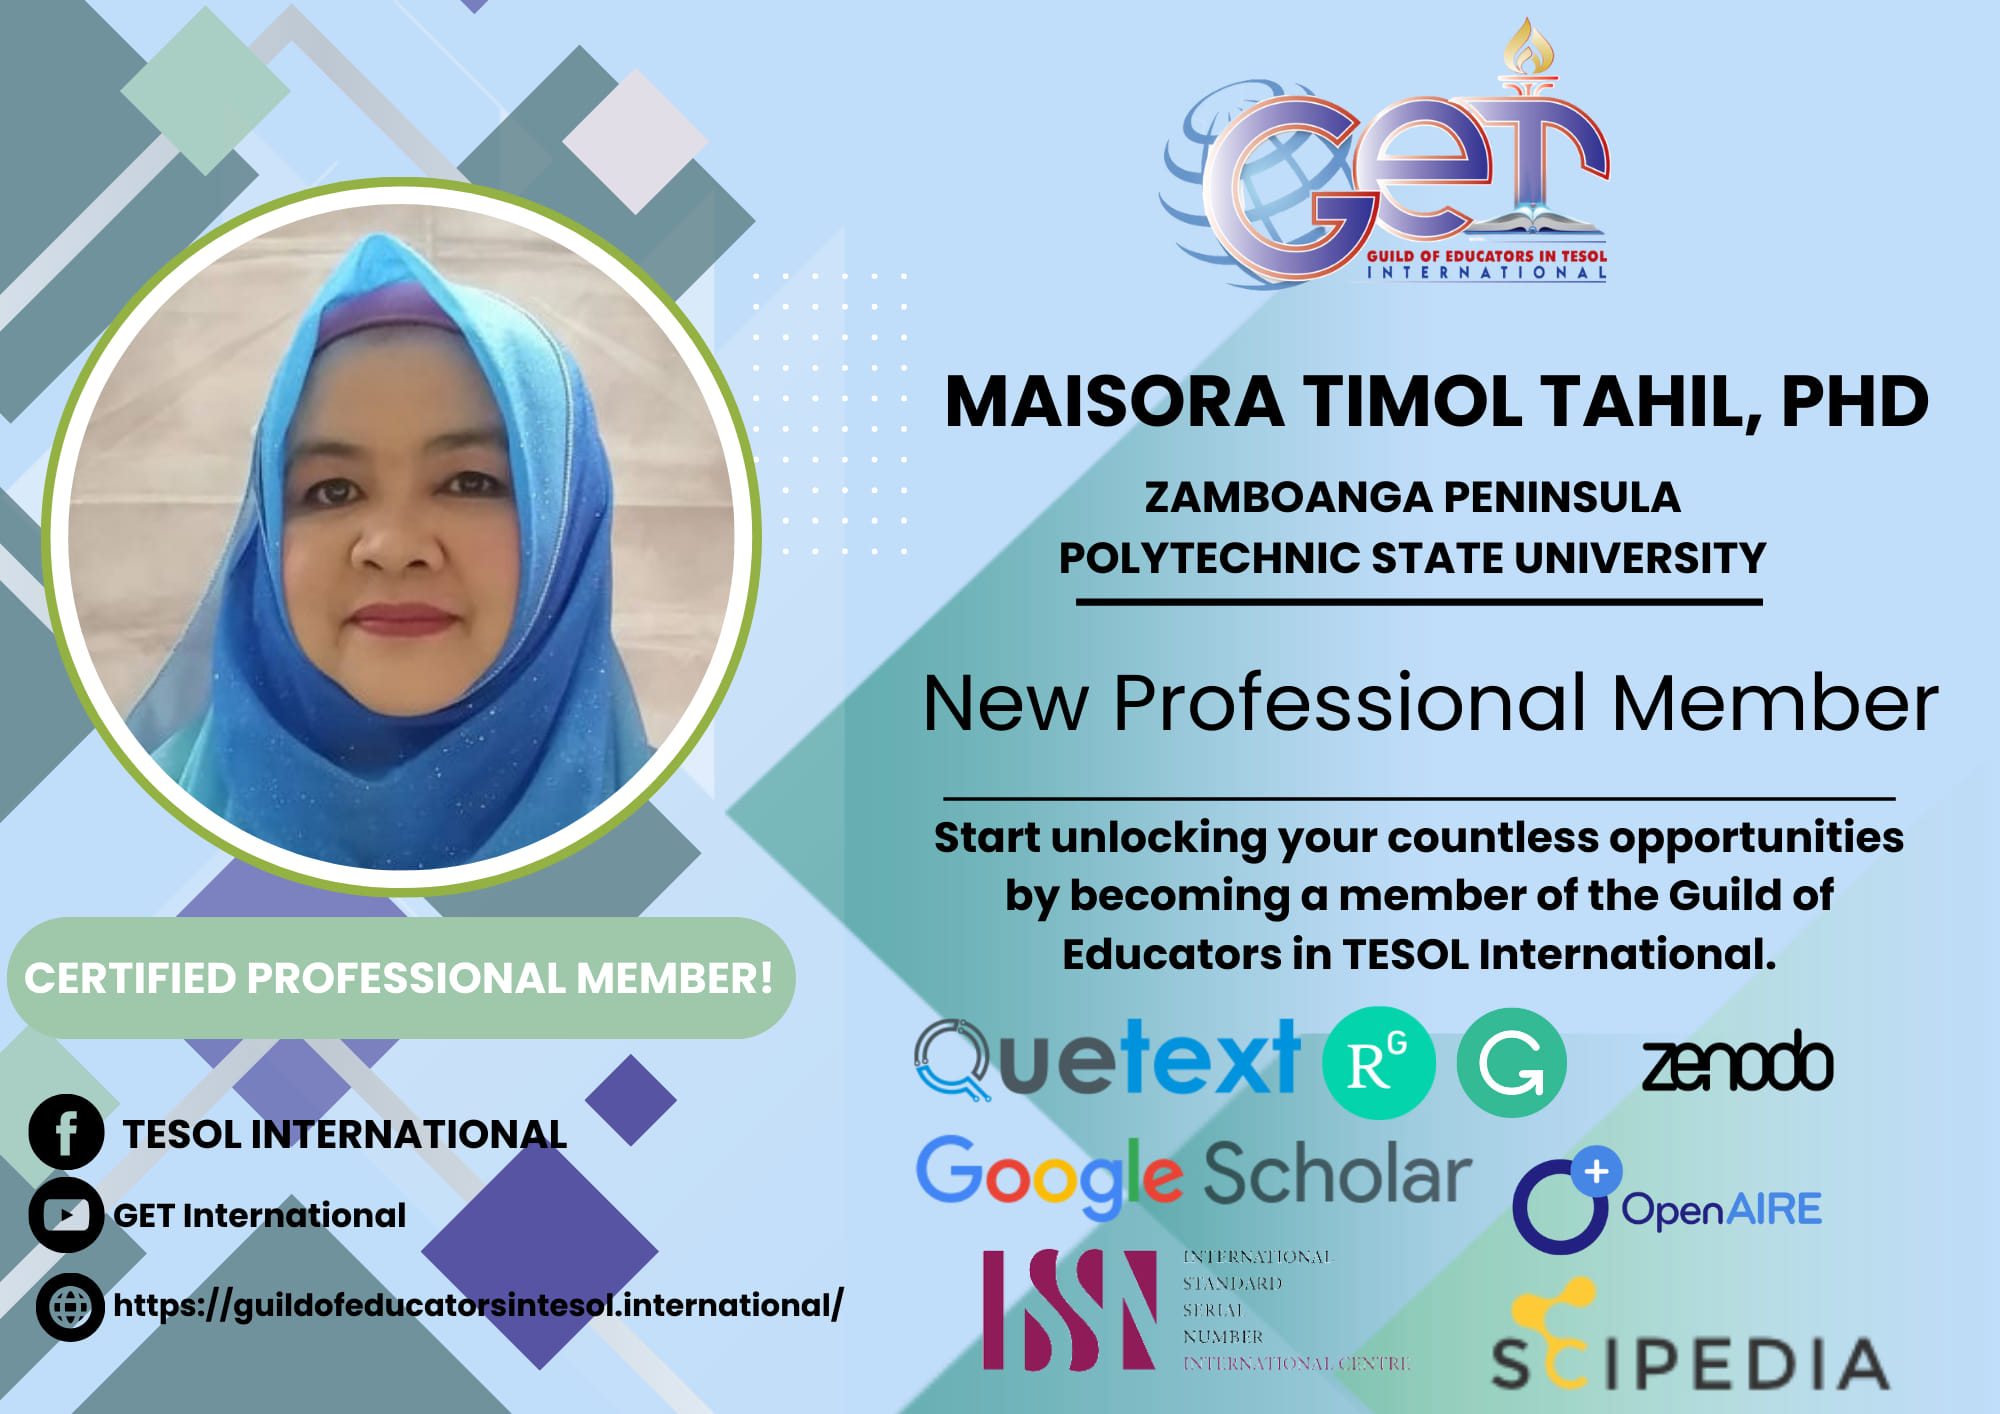 GET
GUILD OF EDUCATORS IN TESOL
INTERNATIONAL
MAISORA TIMOL TAHIL, PHD
ZAMBOANGA PENINSULA
POLYTECHNIC STATE UNIVERSITY
New Professional Member
Start unlocking your countless opportunities
by becoming a member of the Guild of
Educators in TESOL International.
CERTIFIED PROFESSIONAL MEMBER!
f TESOL INTERNATIONAL
GET International
https://guildofeducatorsintesol.international/
Quetext RG G zenodo
Google Scholar
OpenAIRE
ISSN
INTERNATIONAL
STANDARD
SERIAL
NUMBER
INTERNATIONAL CENTRE
SCIPEDIA